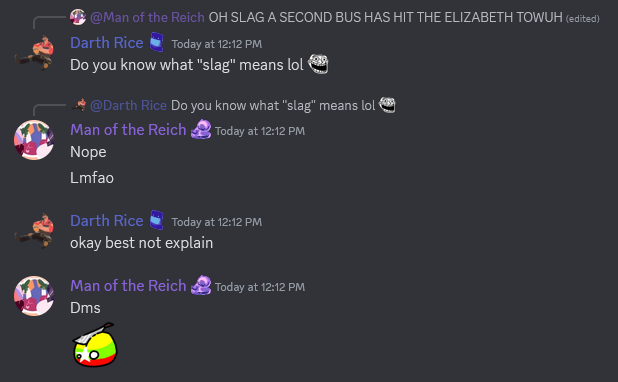 @Man of the Reich OH SLAG A SECOND BUS HAS HIT THE ELIZABETH TOWUH (edited)
Darth Rice Today at 12:12 PM
Do you know what "slag" means lol
@Darth Rice Do you know what "slag" means lol
Man of the Reich Today at 12:12 PM
Nope
Lmfao
Darth Rice Today at 12:12 PM
okay best not explain
Man of the Reich Today at 12:12 PM
Dms